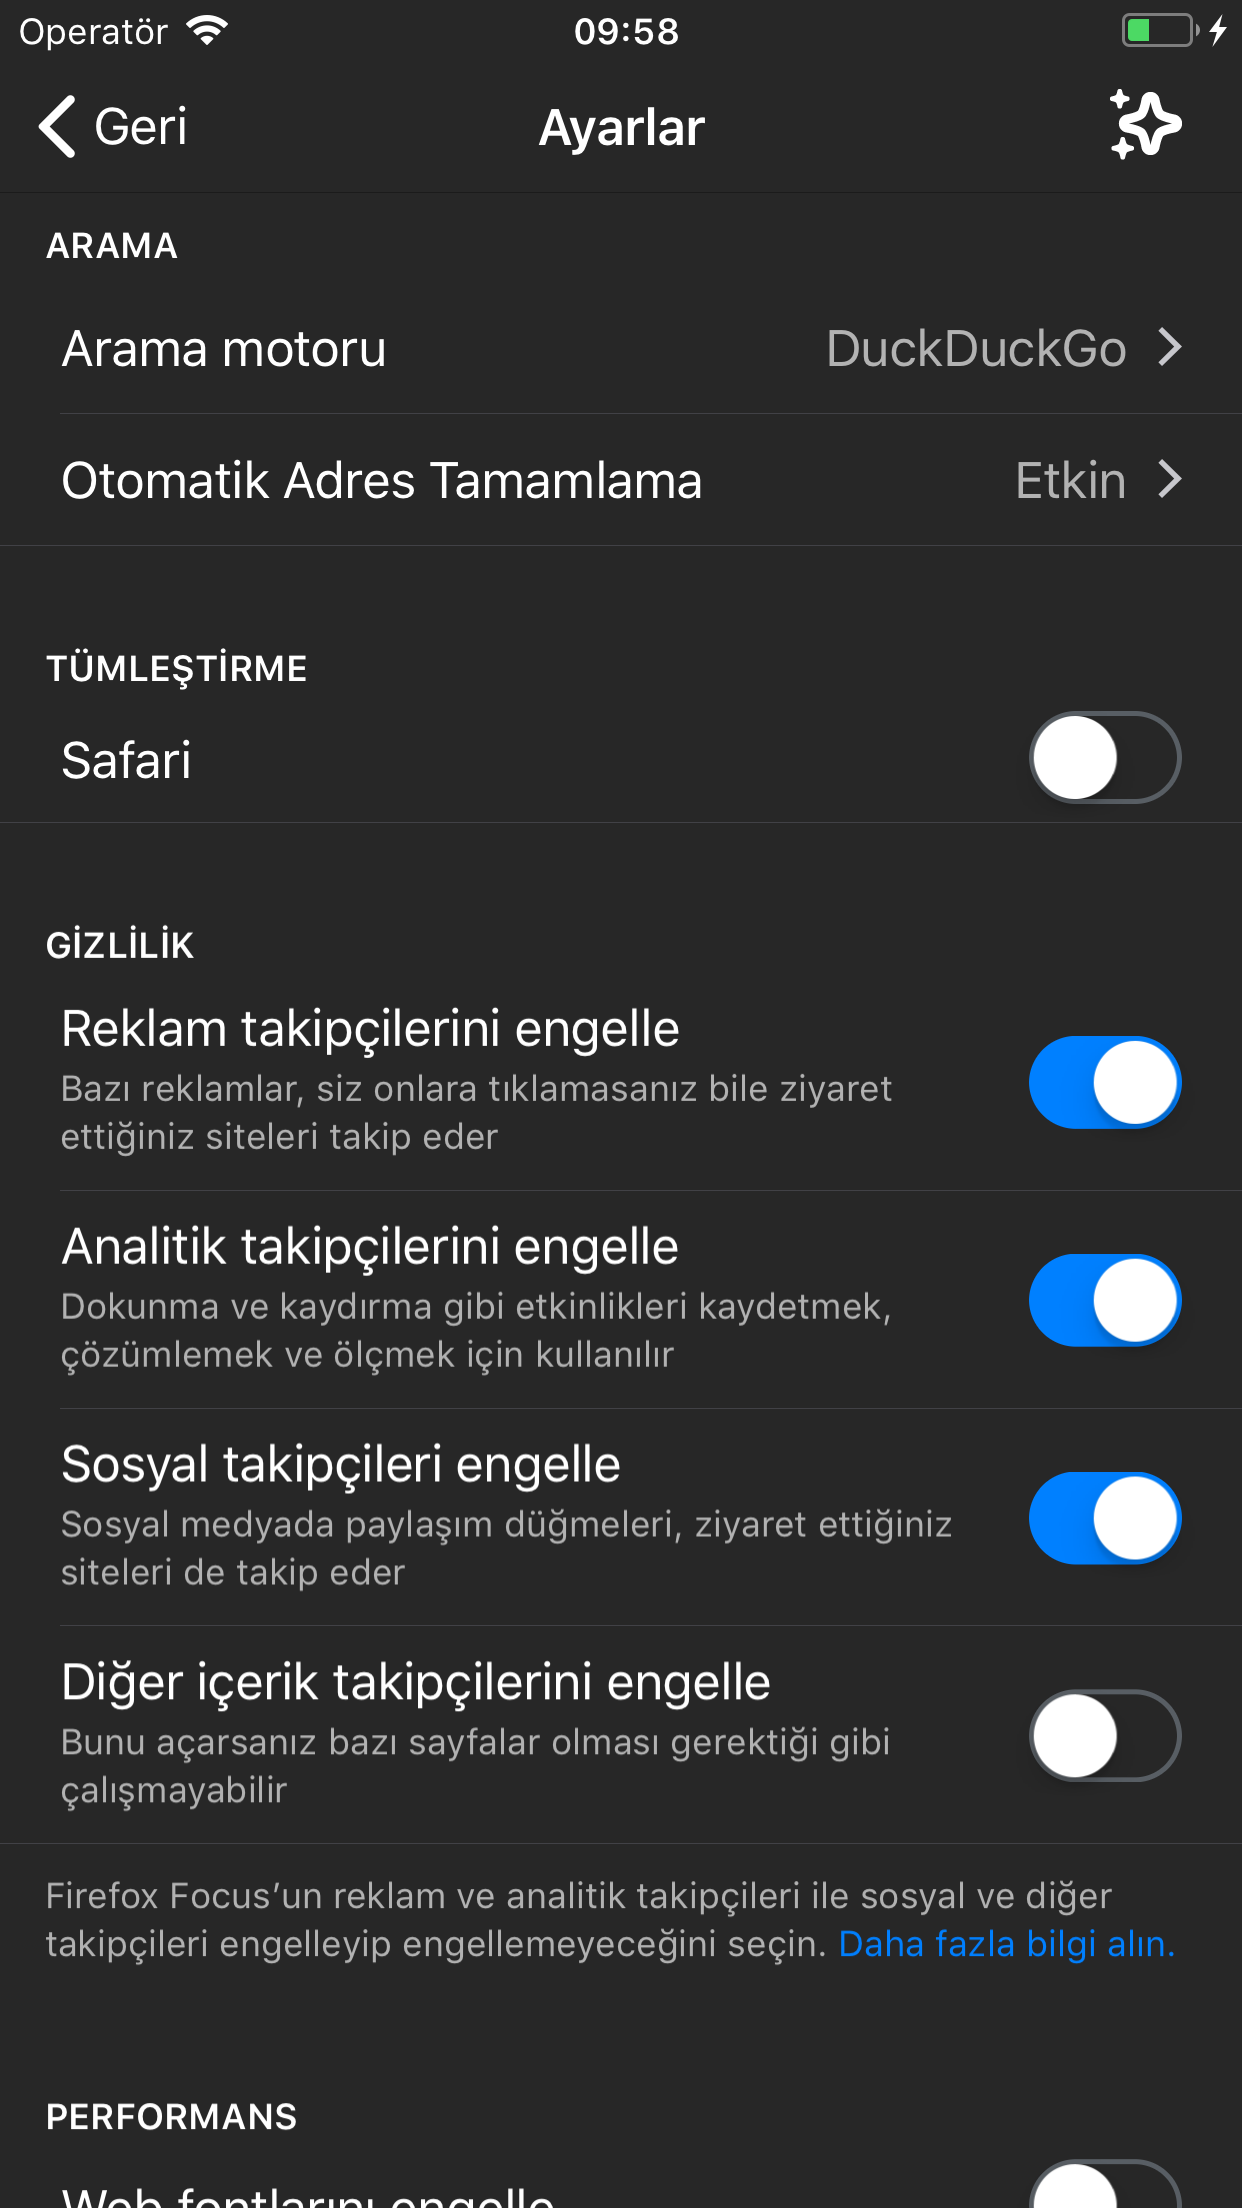 Operatör
09:58
Geri
Ayarlar
ARAMA
Arama motoru
DuckDuckGo
Otomatik Adres Tamamlama
Etkin
TÜMLEŞTİRME
Safari
GİZLİLİK
Reklam takipçilerini engelle
Bazı reklamlar, siz onlara tıklamasanız bile ziyaret
ettiğiniz siteleri takip eder
Analitik takipçilerini engelle
Dokunma ve kaydırma gibi etkinlikleri kaydetmek,
çözümlemek ve ölçmek için kullanılır
Sosyal takipçileri engelle
Sosyal medyada paylaşım düğmeleri, ziyaret ettiğiniz
siteleri de takip eder
Diğer içerik takipçilerini engelle
Bunu açarsanız bazı sayfalar olması gerektiği gibi
çalışmayabilir
Firefox Focus’un reklam ve analitik takipçileri ile sosyal ve diğer
takipçileri engelleyip engellemeyeceğini seçin. Daha fazla bilgi alın.
PERFORMANS
Web fontlarını engelle